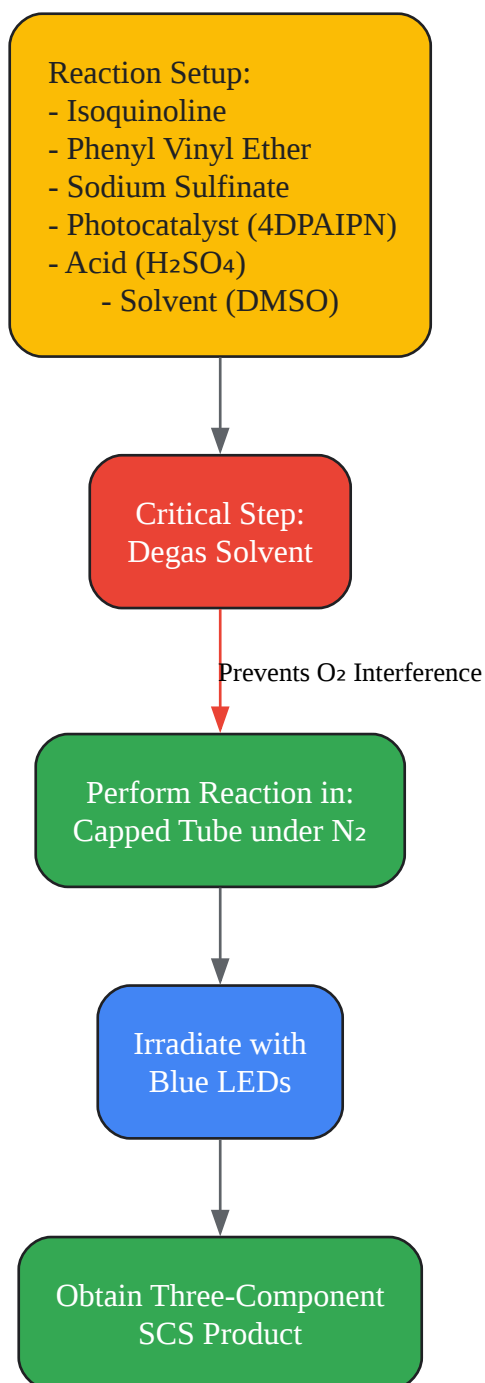 Reaction Setup:
- Isoquinoline
- Phenyl Vinyl Ether
- Sodium Sulfinate
- Photocatalyst (4DPAIPN)
- Acid (H₂SO₄)
- Solvent (DMSO)
Critical Step:
Degas Solvent
Prevents O₂ Interference
Perform Reaction in:
Capped Tube under N₂
Irradiate with
Blue LEDs
Obtain Three-Component
SCS Product